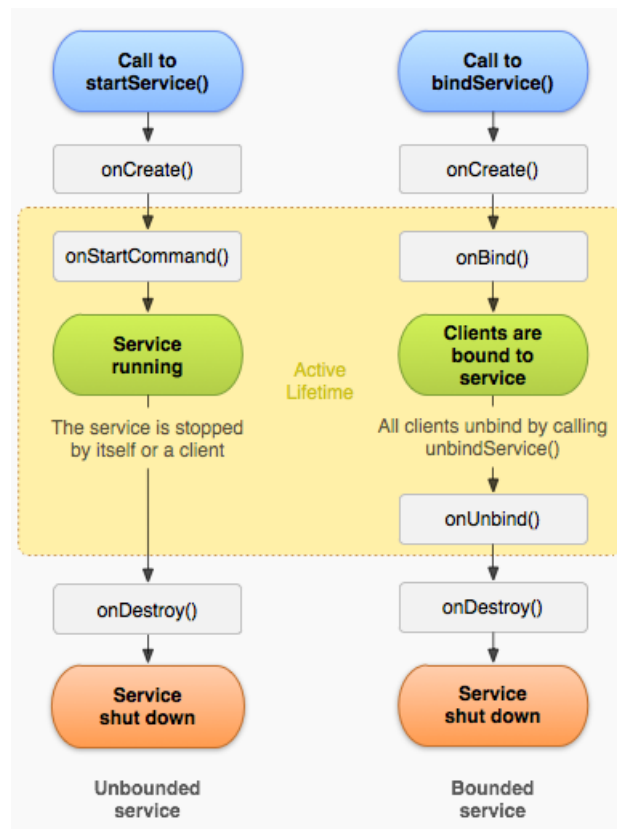 Call to
startService()
onCreate()
onStartCommand()
Service
running
The service is stopped
by itself or a client
onDestroy()
Service
shut down
Unbounded
service
Active
Lifetime
Call to
bindService()
onCreate()
onBind()
Clients are
bound to
service
All clients unbind by calling
unbindService()
onUnbind()
onDestroy()
Service
shut down
Bounded
service